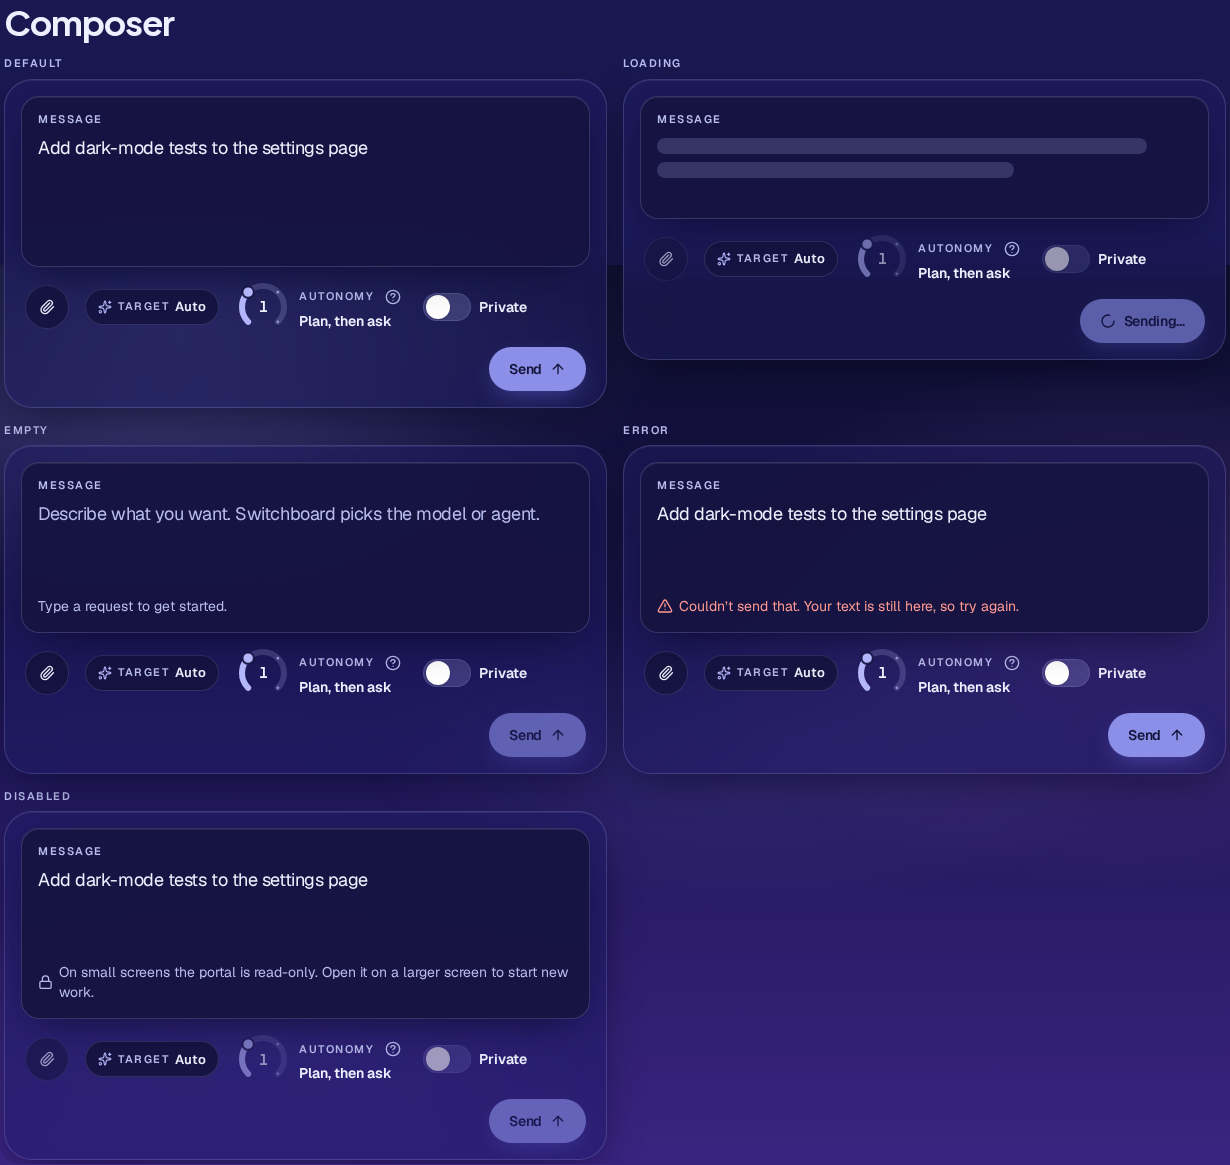 Composer
DEFAULT
MESSAGE
Add dark-mode tests to the settings page
TARGET Auto
1
AUTONOMY
Plan, then ask
Private
Send
LOADING
MESSAGE
TARGET Auto
1
AUTONOMY
Plan, then ask
Private
Sending...
EMPTY
MESSAGE
Describe what you want. Switchboard picks the model or agent.
Type a request to get started.
TARGET Auto
1
AUTONOMY
Plan, then ask
Private
Send
ERROR
MESSAGE
Add dark-mode tests to the settings page
Couldn't send that. Your text is still here, so try again.
TARGET Auto
1
AUTONOMY
Plan, then ask
Private
Send
DISABLED
MESSAGE
Add dark-mode tests to the settings page
On small screens the portal is read-only. Open it on a larger screen to start new
work.
TARGET Auto
1
AUTONOMY
Plan, then ask
Private
Send